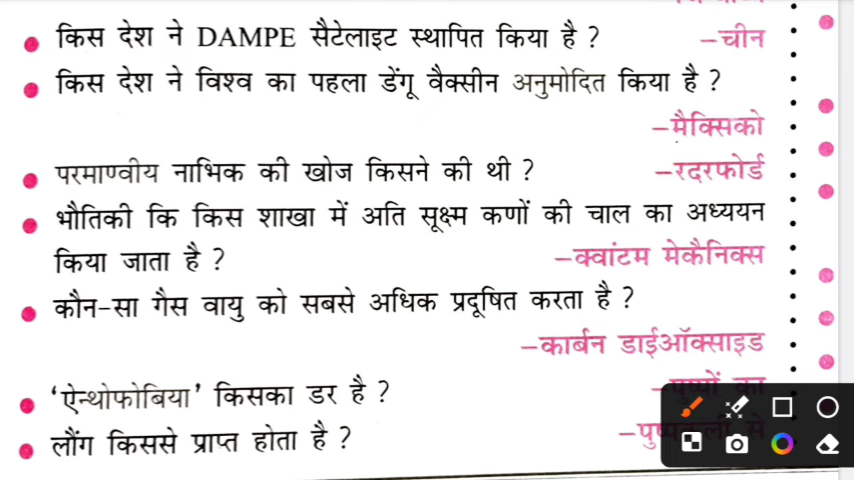 किस देश ने DAMPE सैटेलाइट स्थापित किया है ? –चीन
किस देश ने विश्व का पहला डेंगू वैक्सीन अनुमोदित किया है ?
–मैक्सिको
परमाण्वीय नाभिक की खोज किसने की थी ? –रदरफोर्ड
भौतिकी कि किस शाखा में अति सूक्ष्म कणों की चाल का अध्ययन
किया जाता है ? –क्वांटम मेकैनिक्स
कौन-सा गैस वायु को सबसे अधिक प्रदूषित करता है ?
–कार्बन डाईऑक्साइड
‘ऐन्थोफोबिया’ किसका डर है ? –पुष्पों का
लौंग किससे प्राप्त होता है ? –पुष्पकली से